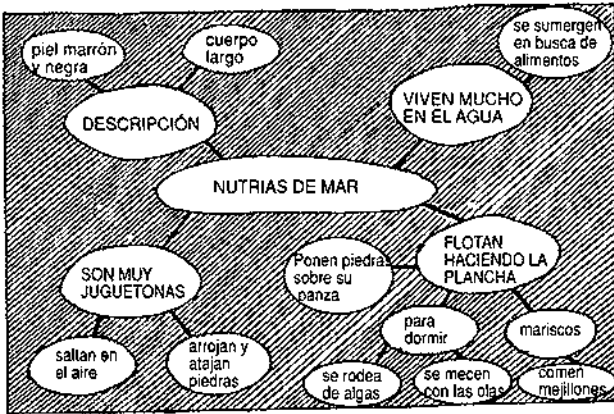 piel marrón
y negra
cuerpo
largo
se sumergen
en busca de
alimentos
DESCRIPCIÓN
VIVEN MUCHO
EN EL AGUA
NUTRIAS DE MAR
SON MUY
JUGUETONAS
Ponen piedras
sobre su
panza
FLOTAN
HACIENDO LA
PLANCHA
saltan en
el aire
arrojan y
atajan
piedras
para
dormir
mariscos
se rodea
de algas
se mecen
con las olas
comen
mejillones